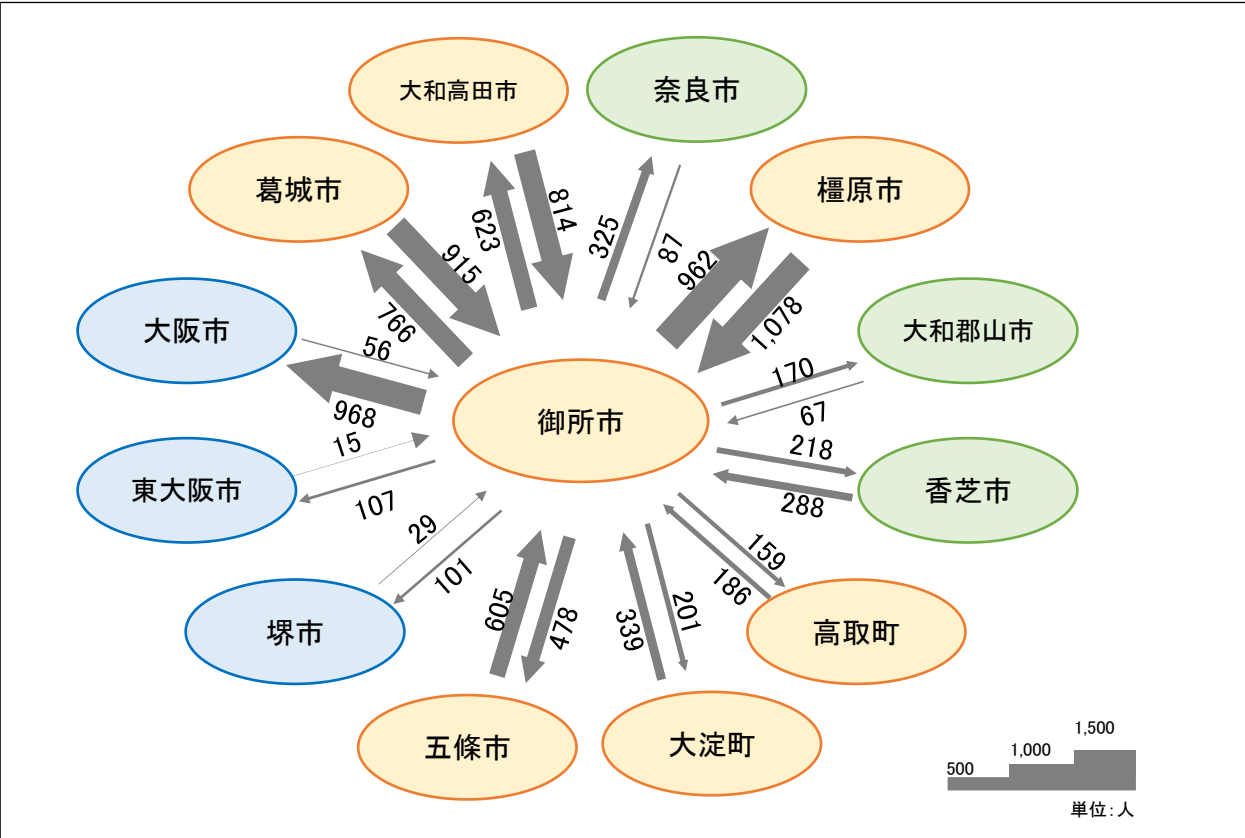 大和高田市
奈良市
葛城市
橿原市
623
814
325
87
962
1,078
915
766
大阪市
56
968
大和郡山市
170
67
御所市
東大阪市
15
107
218
288
香芝市
29
101
159
186
堺市
605
478
339
201
高取町
五條市
大淀町
500
1,000
1,500
単位:人